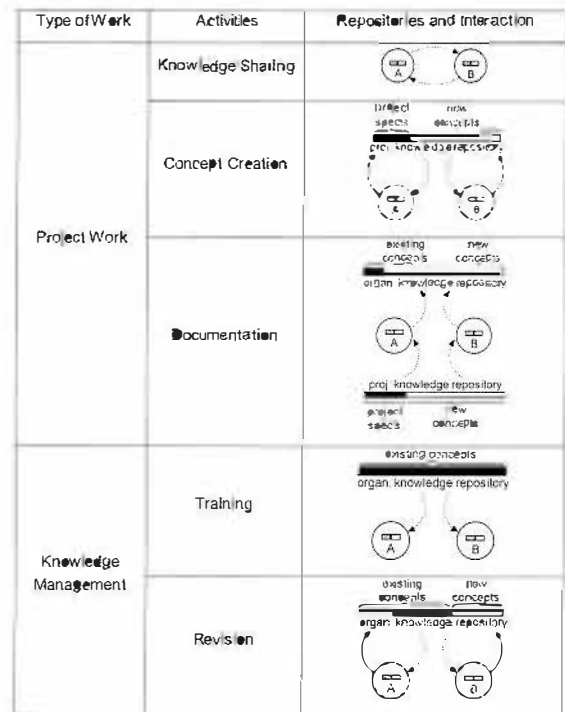 Type of Work
Activities
Repositories and Interaction
Project Work
Knowledge Sharing
A
B
Concept Creation
project
specs
new
concepts
proj. knowledge repository
Documentation
existing
concepts
new
concepts
organ. knowledge repository
A
B
proj. knowledge repository
project
specs
new
concepts
Knowledge
Management
Training
existing concepts
organ. knowledge repository
A
B
Revision
existing
concepts
new
concepts
organ. knowledge repository
A